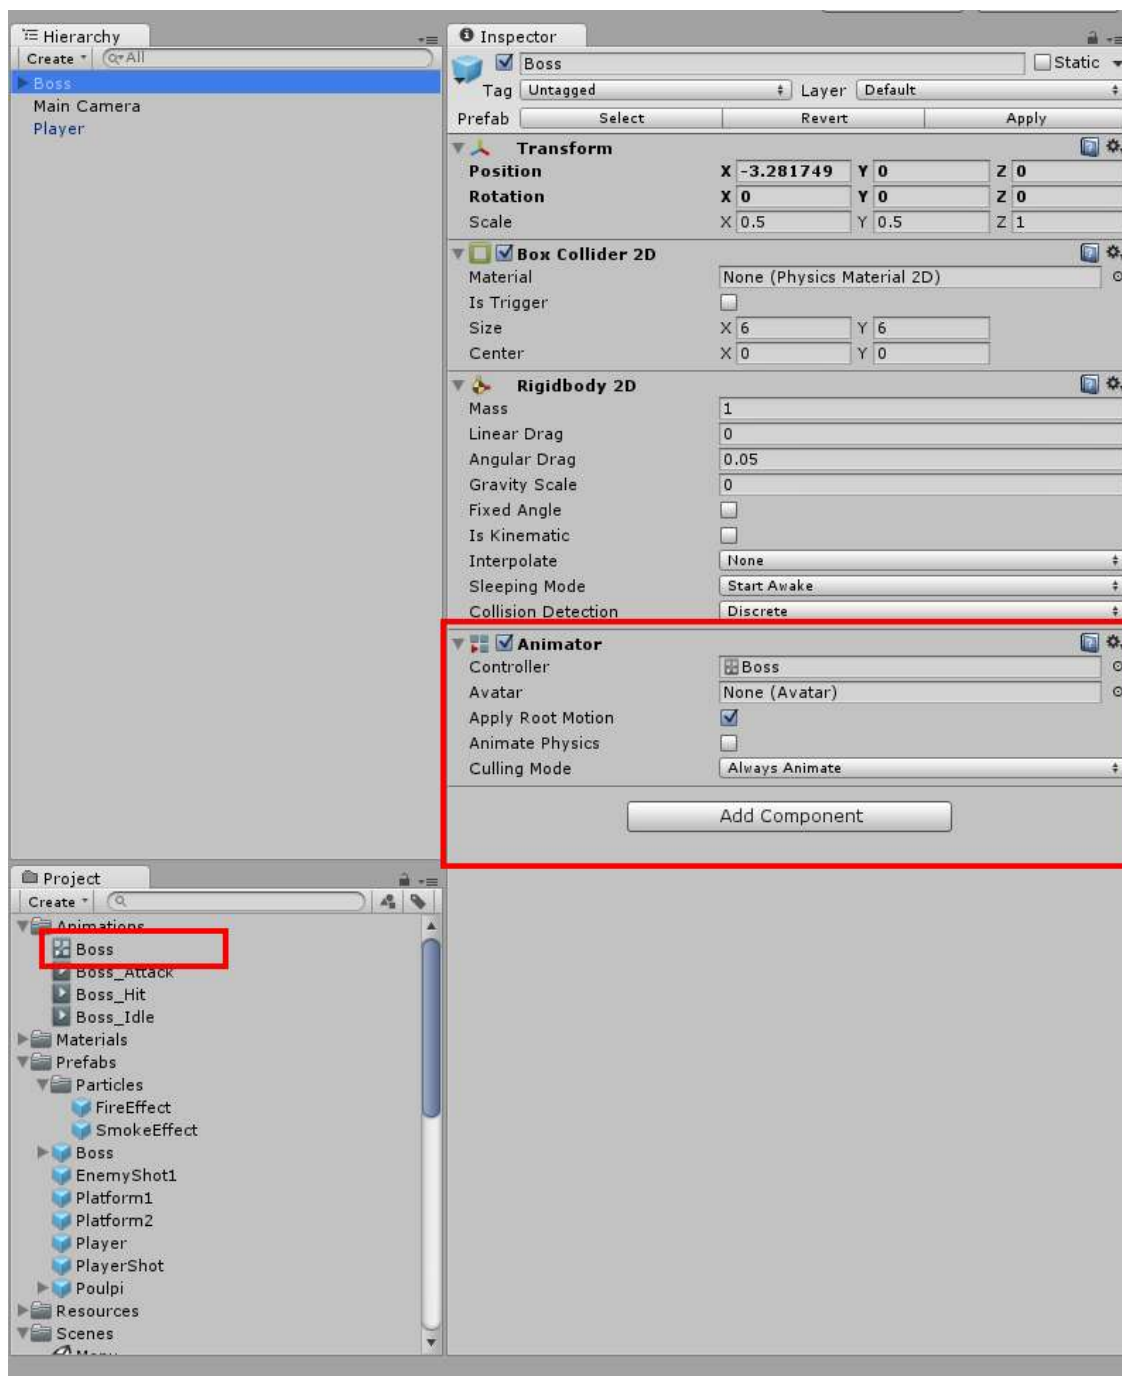 Hierarchy
Create All
Boss
Main Camera
Player
Inspector
Boss Static
Tag Untagged Layer Default
Prefab Select Revert Apply
Transform
Position X -3.281749 Y 0 Z 0
Rotation X 0 Y 0 Z 0
Scale X 0.5 Y 0.5 Z 1
Box Collider 2D
Material None (Physics Material 2D)
Is Trigger
Size X 6 Y 6
Center X 0 Y 0
Rigidbody 2D
Mass 1
Linear Drag 0
Angular Drag 0.05
Gravity Scale 0
Fixed Angle
Is Kinematic
Interpolate None
Sleeping Mode Start Awake
Collision Detection Discrete
Animator
Controller Boss
Avatar None (Avatar)
Apply Root Motion
Animate Physics
Culling Mode Always Animate
Add Component
Project
Create
Animations
Boss
Boss_Attack
Boss_Hit
Boss_Idle
Materials
Prefabs
Particles
FireEffect
SmokeEffect
Boss
EnemyShot1
Platform1
Platform2
Player
PlayerShot
Poulpi
Resources
Scenes